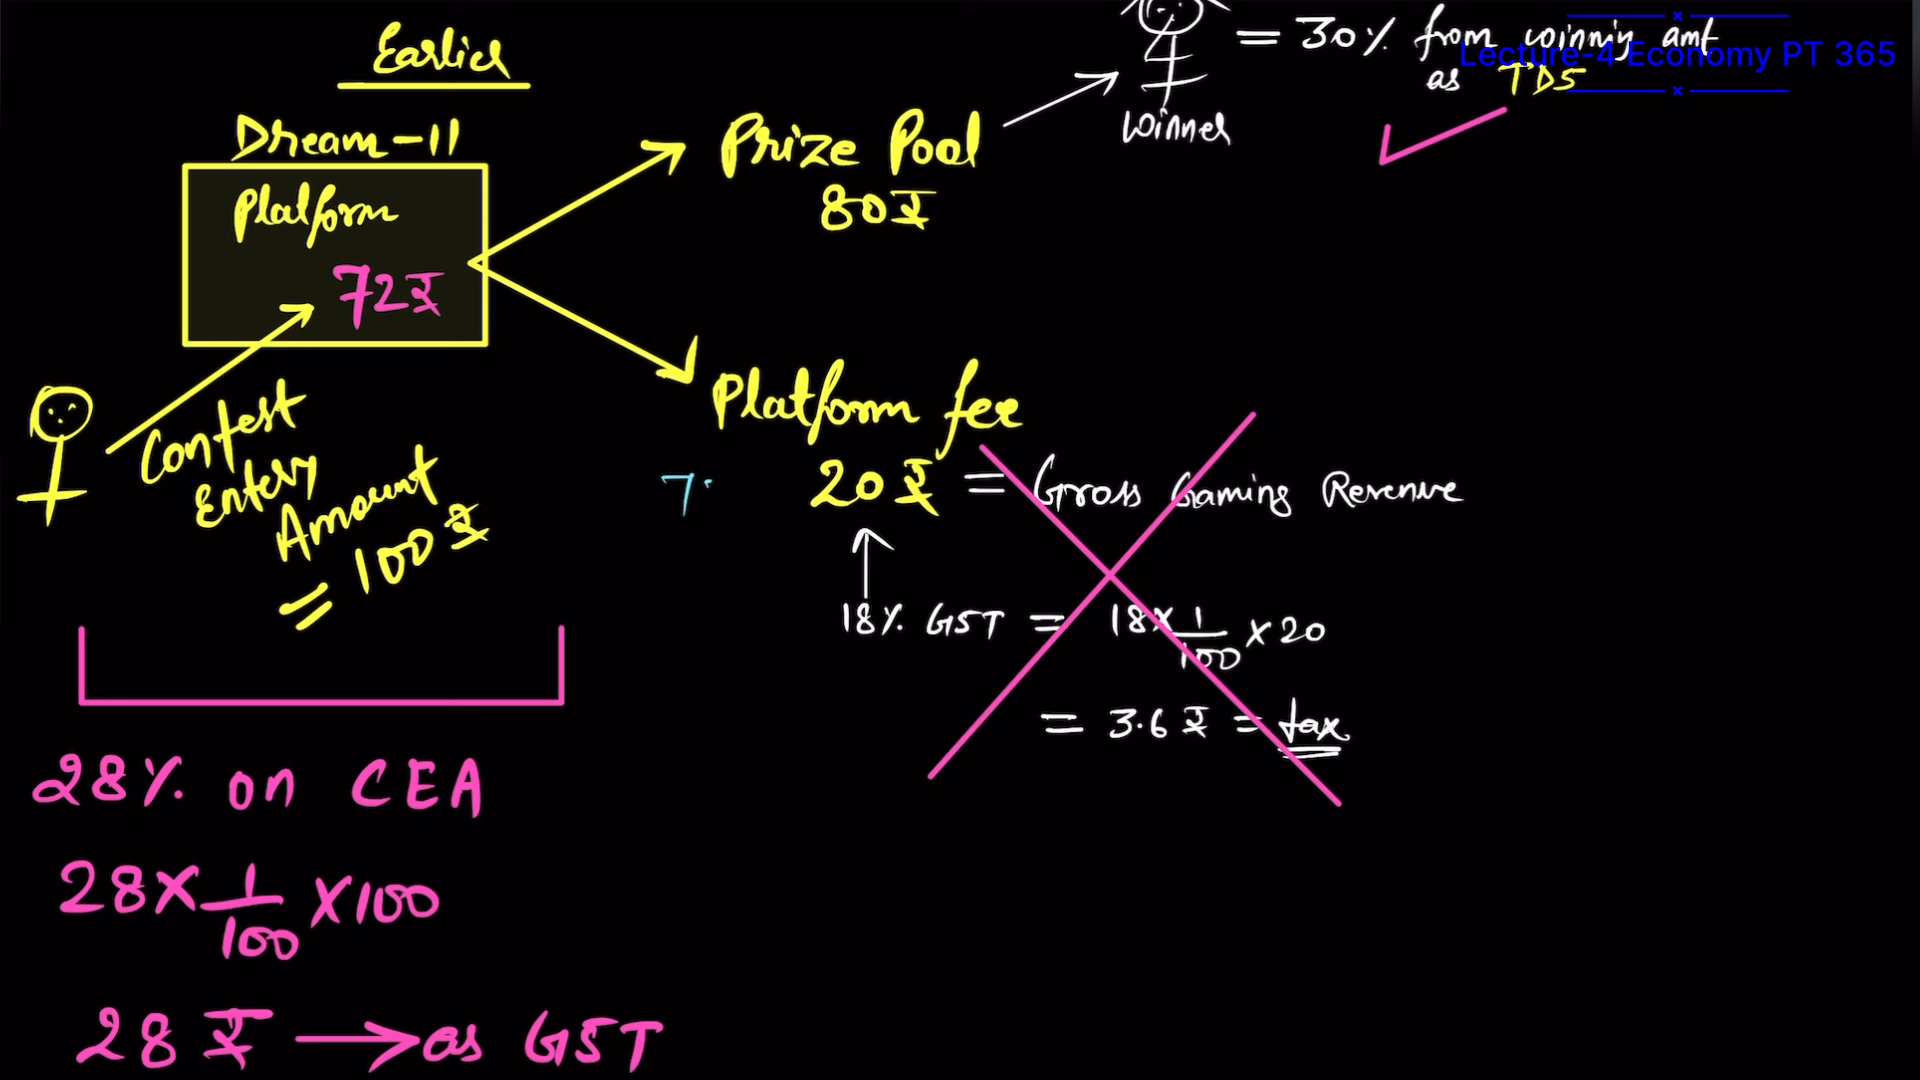 Earlier
= 30% from winning amt
Lecture-4 Economy PT 365
as TDS
Dream-11
Winner
Prize Pool
80₹
Platform
72₹
Platform fee
Contest
Entry
Amount
= 100₹
7.
20₹ = Gross Gaming Revenue
18% GST = 18 × 1/100 × 20
= 3.6₹ = tax
28% on CEA
28 × 1/100 × 100
28₹ → as GST